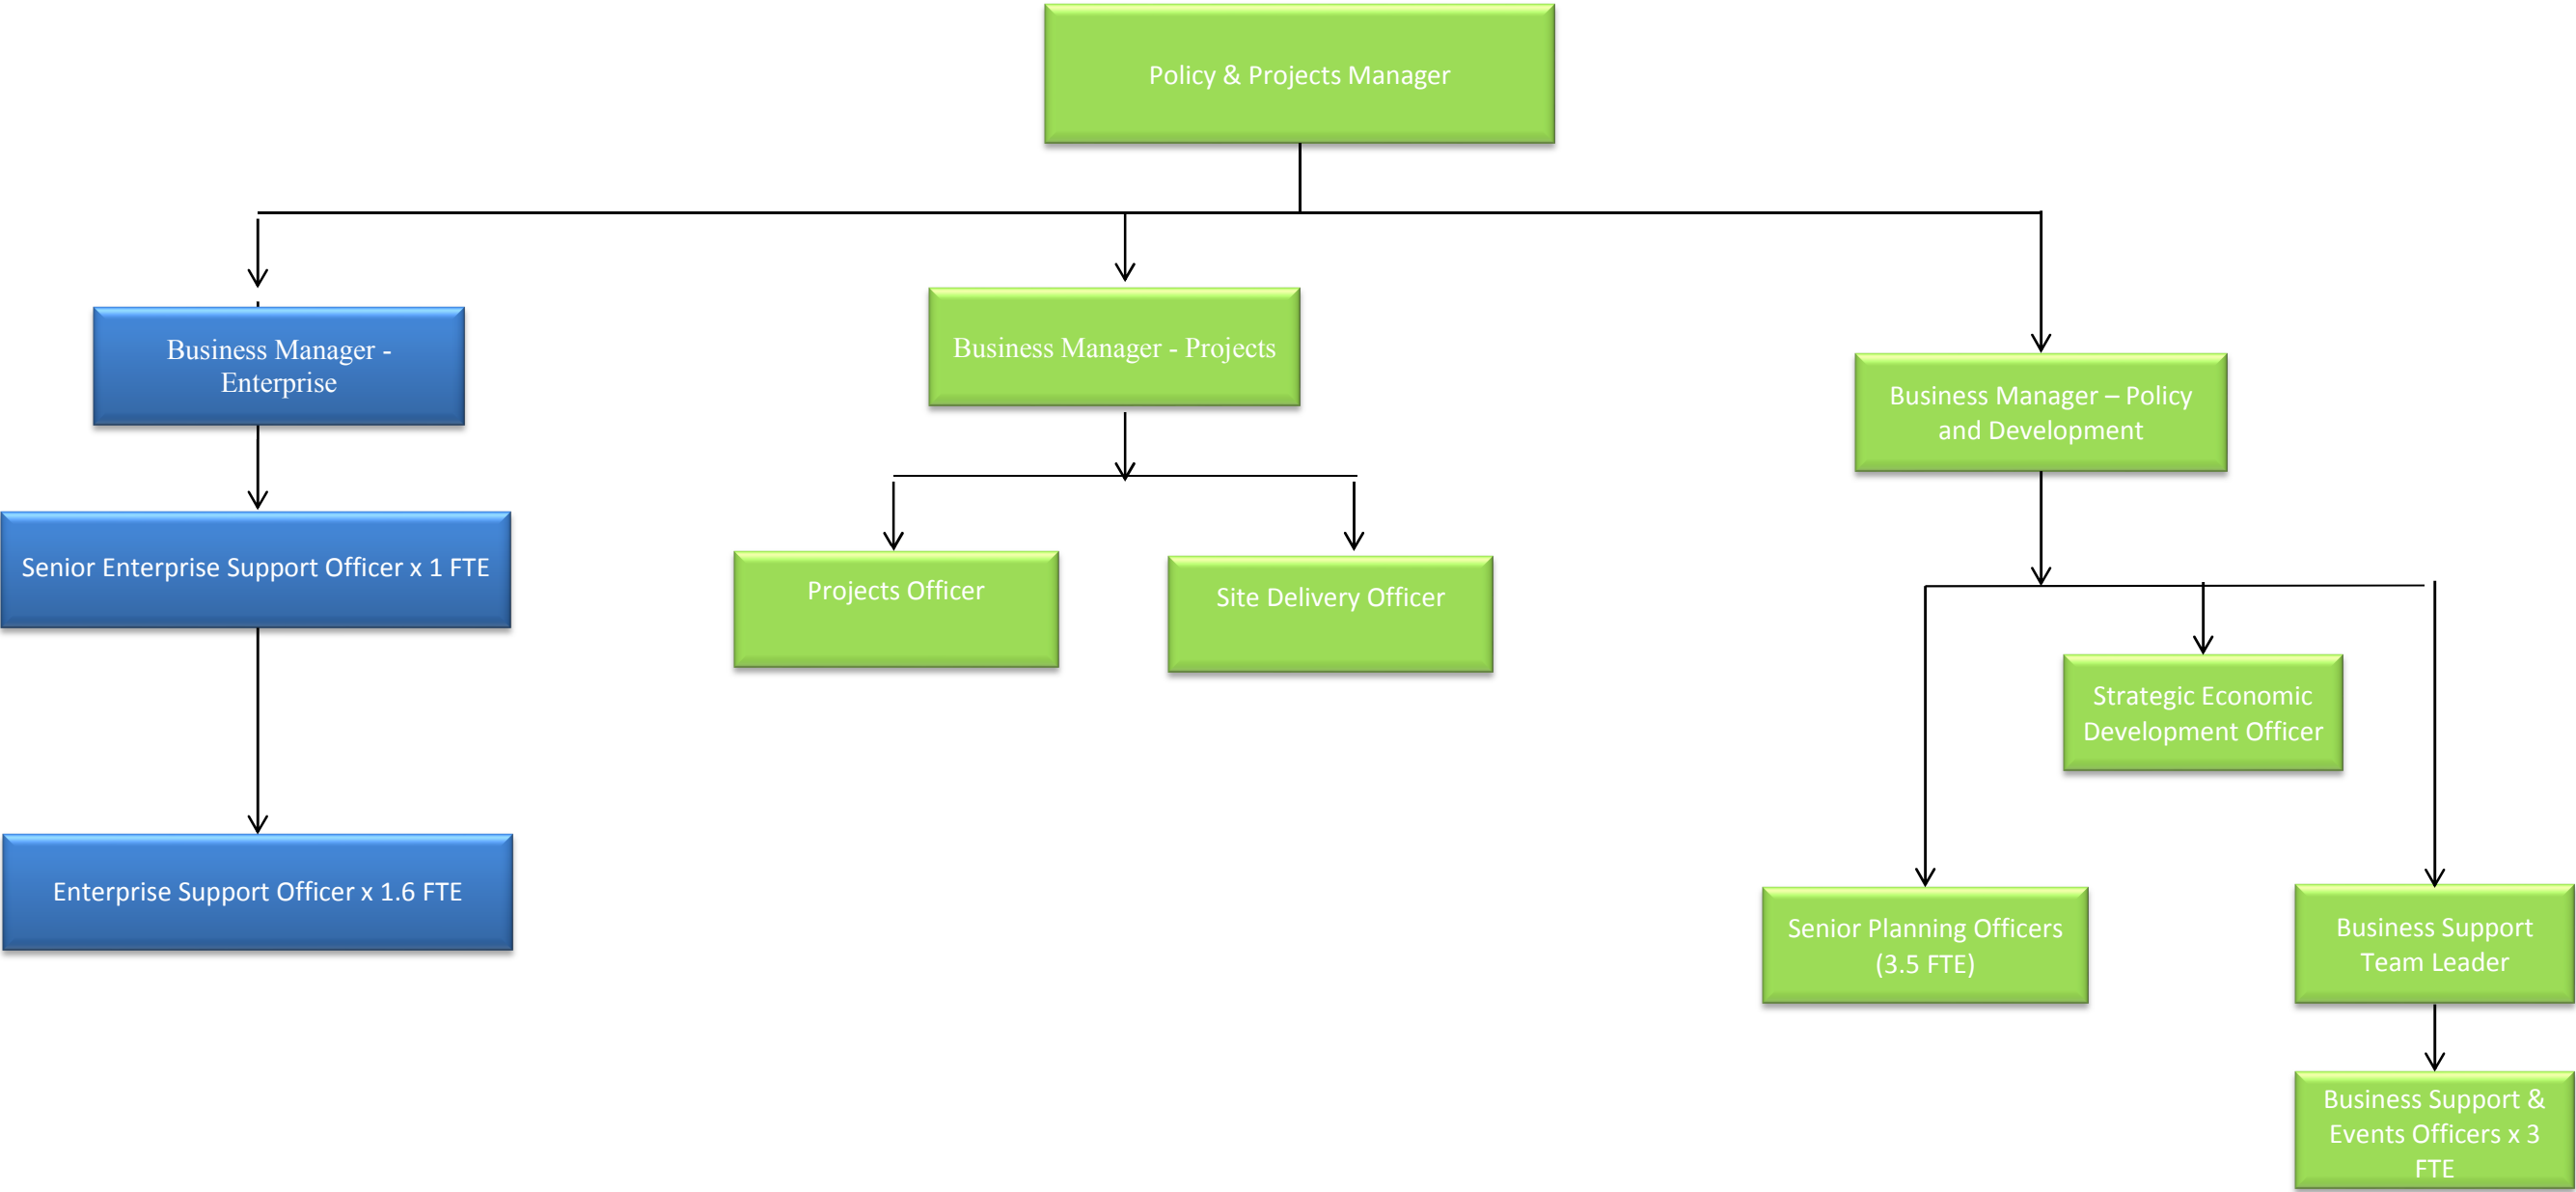 Policy & Projects Manager
Business Manager -
Enterprise
Business Manager - Projects
Business Manager – Policy
and Development
Senior Enterprise Support Officer x 1 FTE
Projects Officer
Site Delivery Officer
Strategic Economic
Development Officer
Enterprise Support Officer x 1.6 FTE
Senior Planning Officers
(3.5 FTE)
Business Support
Team Leader
Business Support &
Events Officers x 3
FTE